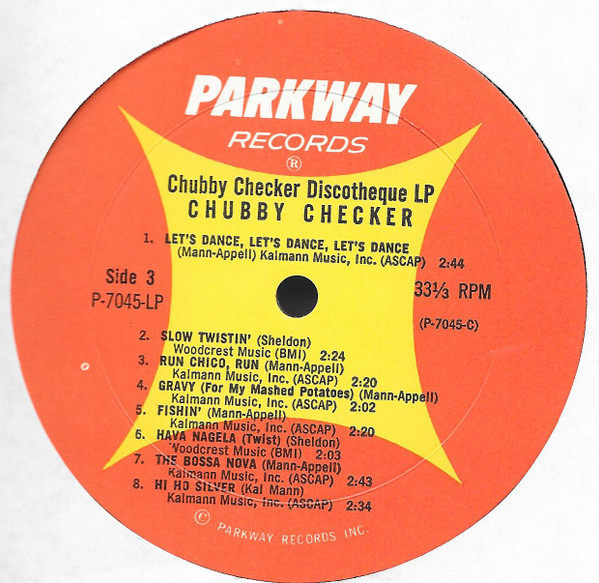 PARKWAY
RECORDS
®
Chubby Checker Discotheque LP
CHUBBY CHECKER
1. LET'S DANCE, LET'S DANCE, LET'S DANCE
(Mann-Appell) Kalmann Music, Inc. (ASCAP) 2:44
Side 3
P-7045-LP
33⅓ RPM
(P-7045-C)
2. SLOW TWISTIN' (Sheldon)
Woodcrest Music (BMI) 2:24
3. RUN CHICO, RUN (Mann-Appell)
Kalmann Music, Inc. (ASCAP) 2:20
4. GRAVY (For My Mashed Potatoes) (Mann-Appell)
Kalmann Music, Inc. (ASCAP) 2:02
5. FISHIN' (Mann-Appell)
Kalmann Music, Inc. (ASCAP) 2:20
6. HAVA NAGELA (Twist) (Sheldon)
Woodcrest Music (BMI) 2:03
7. THE BOSSA NOVA (Mann-Appell)
Kalmann Music, Inc. (ASCAP) 2:43
8. HI HO SILVER (Kal Mann)
Kalmann Music, Inc. (ASCAP) 2:34
© PARKWAY RECORDS INC.